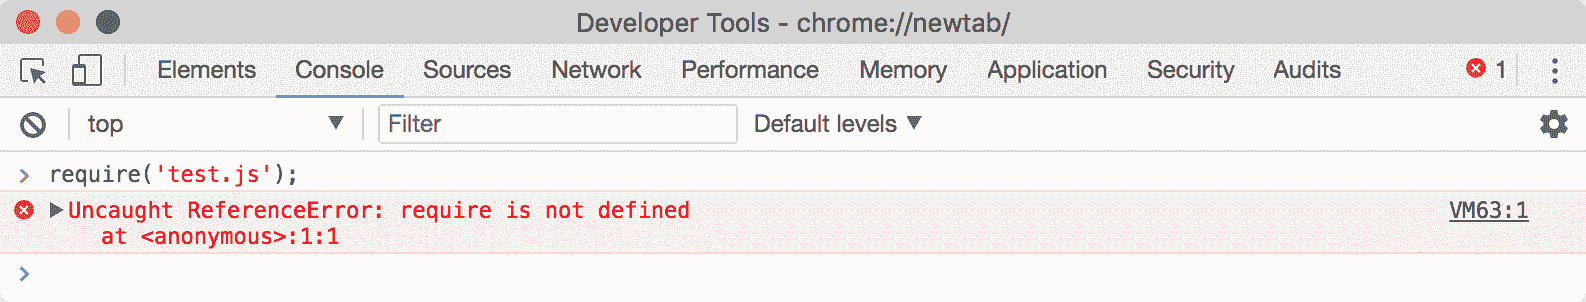 Developer Tools - chrome://newtab/
Elements Console Sources Network Performance Memory Application Security Audits 1
top Filter Default levels
require('test.js');
Uncaught ReferenceError: require is not defined VM63:1
at <anonymous>:1:1